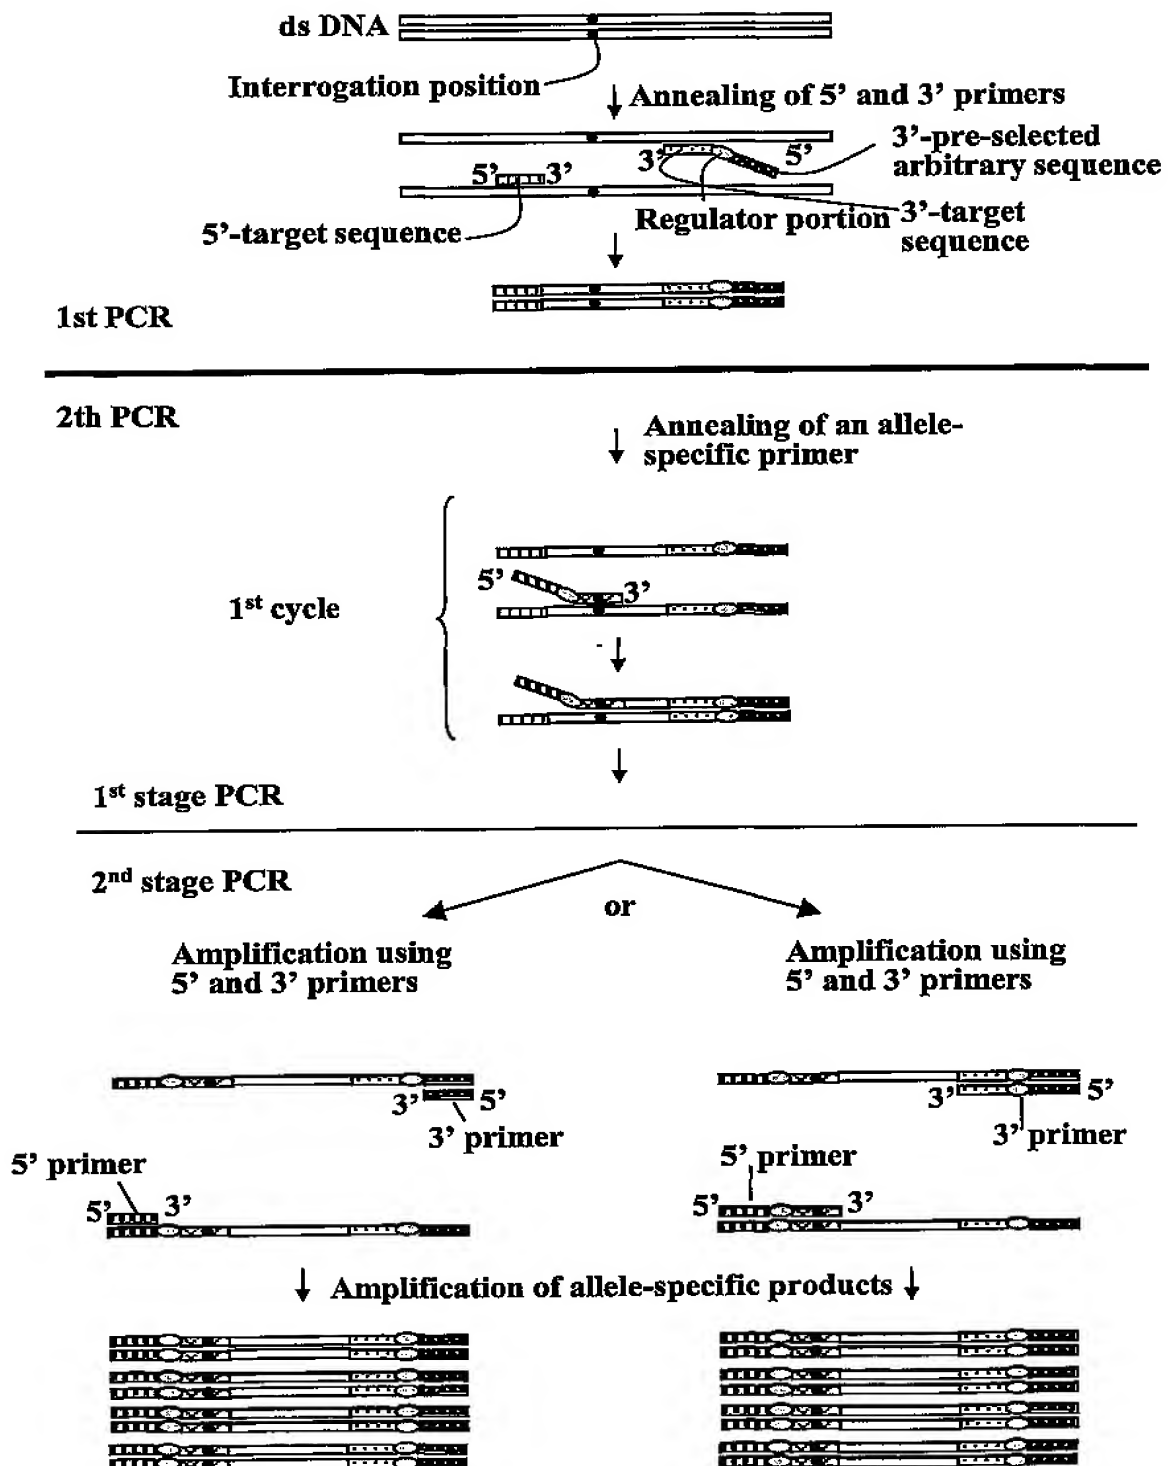 ds DNA
Interrogation position
Annealing of 5' and 3' primers
3'-pre-selected
arbitrary sequence
3'
5'
5'
3'
5'-target sequence
Regulator portion
3'-target
sequence
1st PCR
2th PCR
Annealing of an allele-
specific primer
1st cycle
5'
3'
1st stage PCR
2nd stage PCR
or
Amplification using
5' and 3' primers
Amplification using
5' and 3' primers
3'
5'
3' primer
5' primer
5'
3'
3'
5'
3' primer
5' primer
5'
3'
Amplification of allele-specific products